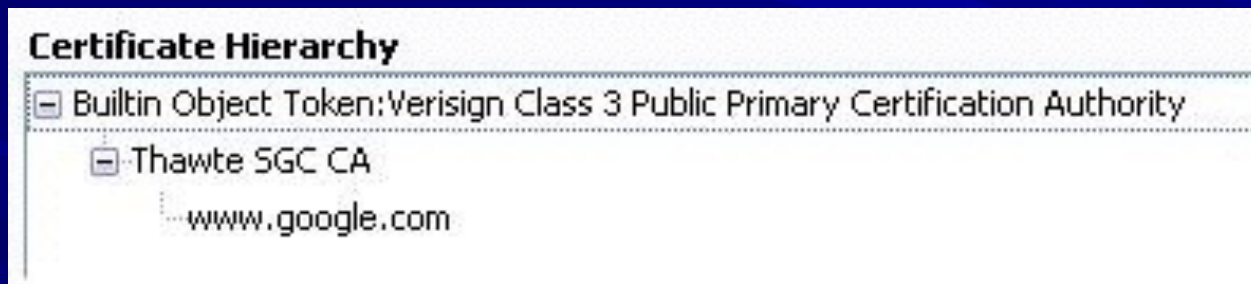 Certificate Hierarchy
Builtin Object Token:Verisign Class 3 Public Primary Certification Authority
Thawte SGC CA
www.google.com